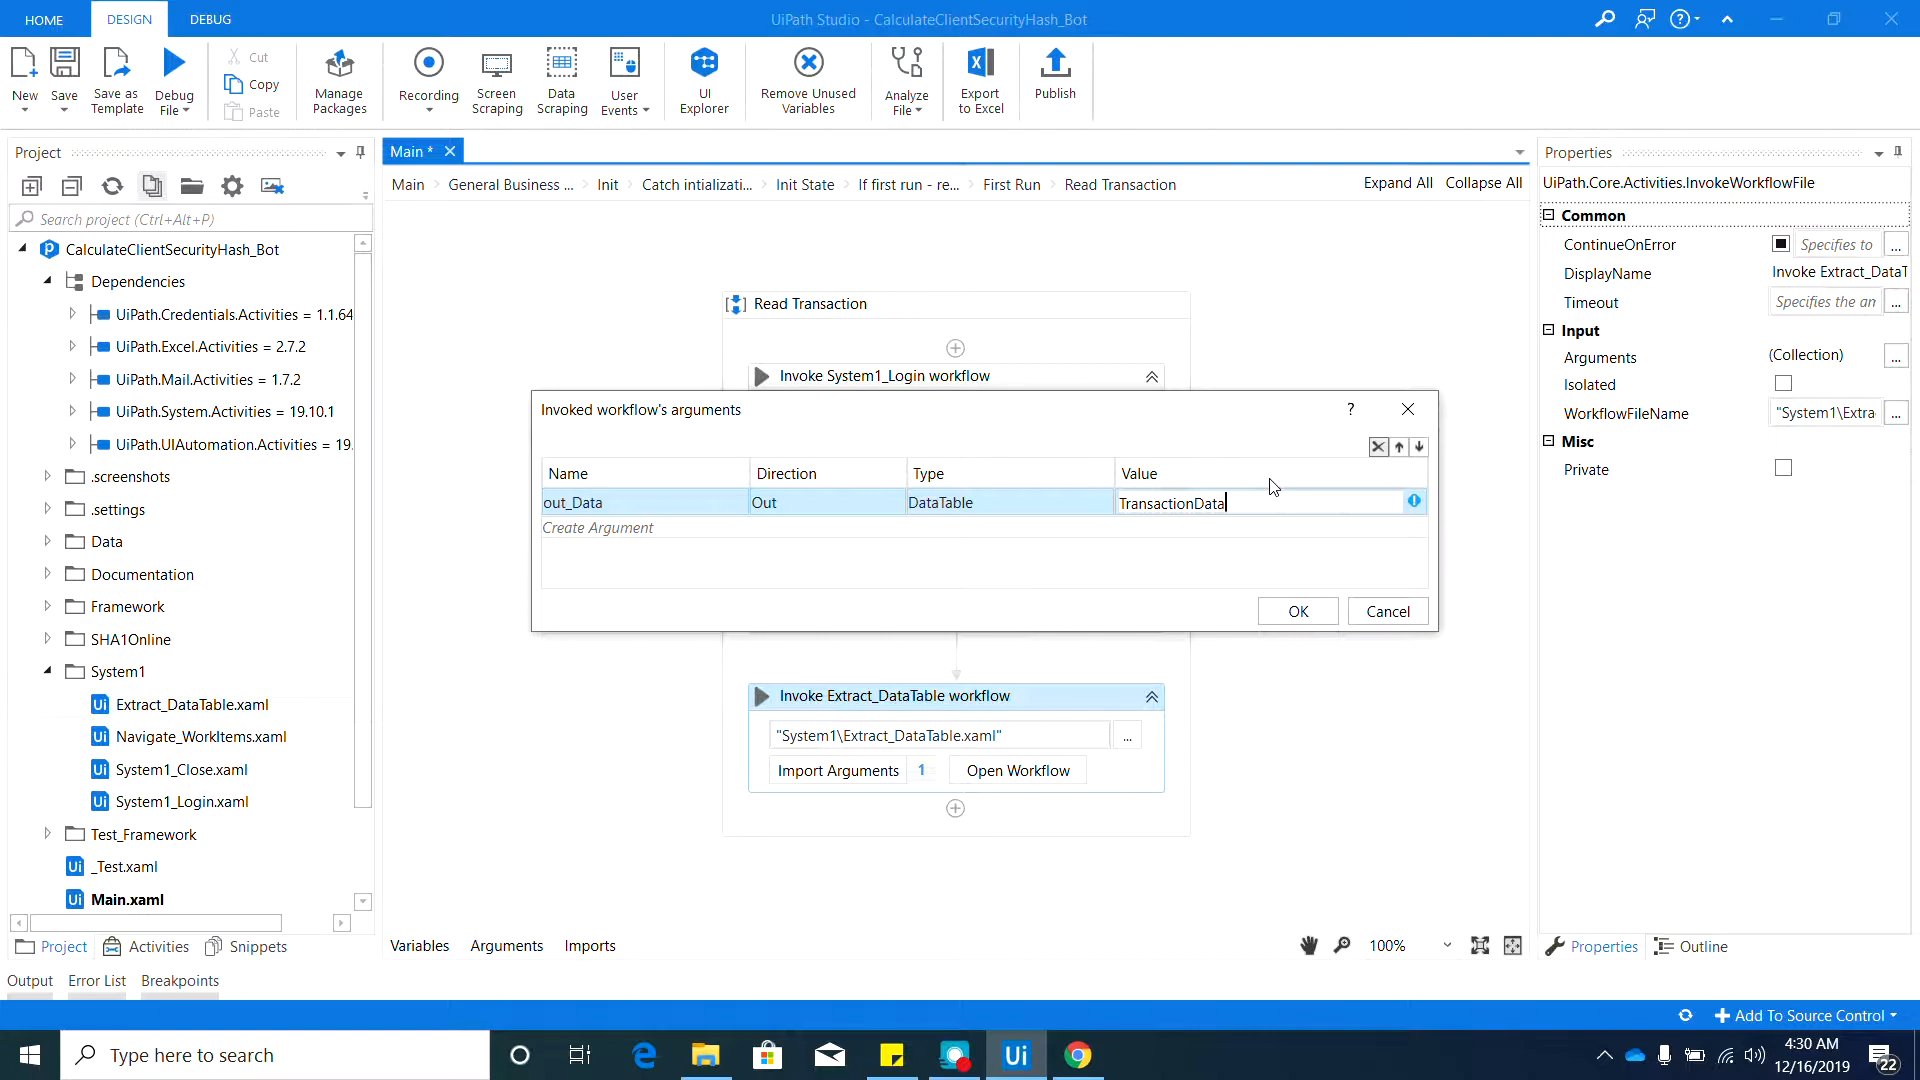 HOME
DESIGN
DEBUG
UiPath Studio - CalculateClientSecurityHash_Bot
New
Save
Save as Template
Debug File
Cut
Copy
Paste
Manage Packages
Recording
Screen Scraping
Data Scraping
User Events
UI Explorer
Remove Unused Variables
Analyze File
Export to Excel
Publish
Project
Search project (Ctrl+Alt+P)
CalculateClientSecurityHash_Bot
Dependencies
UiPath.Credentials.Activities = 1.1.64
UiPath.Excel.Activities = 2.7.2
UiPath.Mail.Activities = 1.7.2
UiPath.System.Activities = 19.10.1
UiPath.UIAutomation.Activities = 19.
.screenshots
.settings
Data
Documentation
Framework
SHA1Online
System1
Extract_DataTable.xaml
Navigate_WorkItems.xaml
System1_Close.xaml
System1_Login.xaml
Test_Framework
_Test.xaml
Main.xaml
Project
Activities
Snippets
Output
Error List
Breakpoints
Main *
Main
General Business ...
Init
Catch intializati...
Init State
If first run - re...
First Run
Read Transaction
Expand All
Collapse All
Read Transaction
Invoke System1_Login workflow
Invoked workflow's arguments
?
Name
Direction
Type
Value
out_Data
Out
DataTable
TransactionData
Create Argument
OK
Cancel
Invoke Extract_DataTable workflow
"System1\Extract_DataTable.xaml"
...
Import Arguments
1
Open Workflow
Variables
Arguments
Imports
100%
Properties
UiPath.Core.Activities.InvokeWorkflowFile
Common
ContinueOnError
Specifies to
...
DisplayName
Invoke Extract_DataT
Timeout
Specifies the am
...
Input
Arguments
(Collection)
...
Isolated
WorkflowFileName
"System1\Extra
...
Misc
Private
Properties
Outline
Add To Source Control
Type here to search
4:30 AM
12/16/2019
22